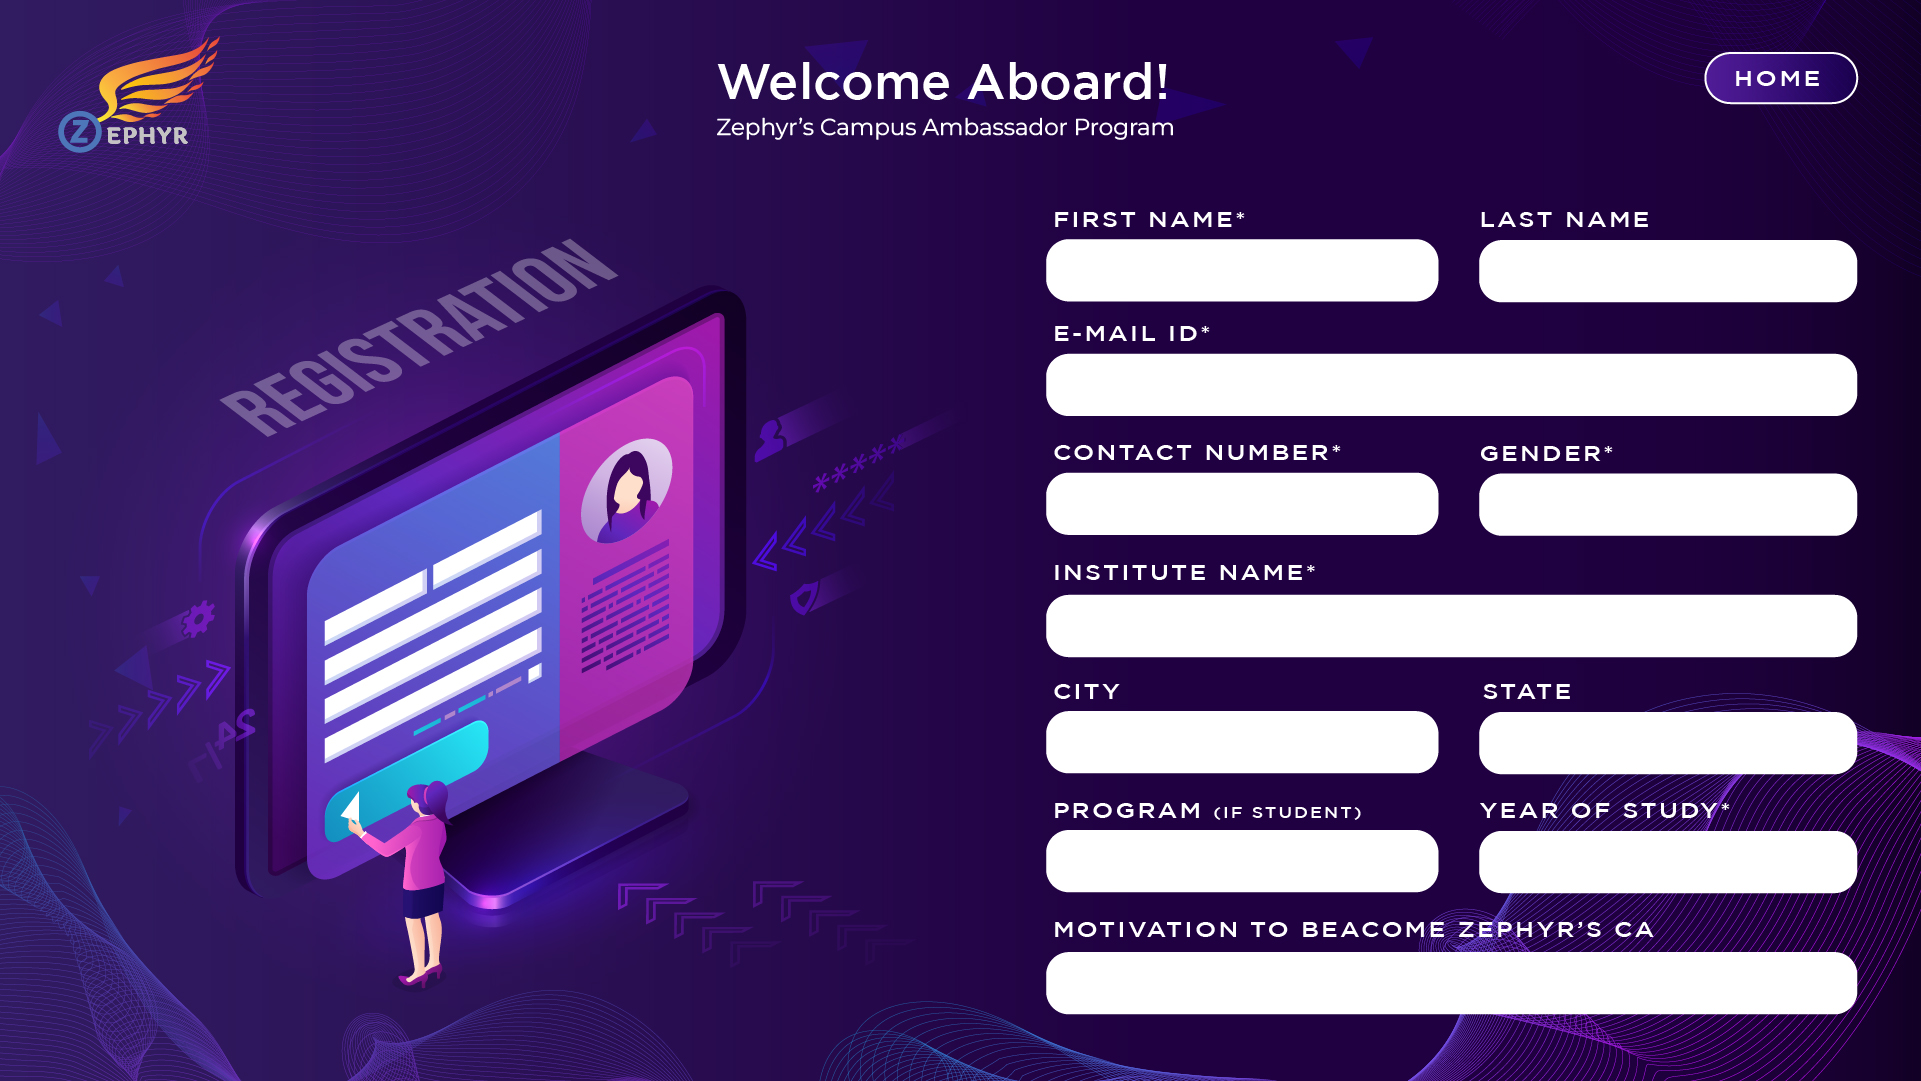 ZEPHYR
Welcome Aboard!
Zephyr's Campus Ambassador Program
HOME
REGISTRATION
FIRST NAME*
LAST NAME
E-MAIL ID*
CONTACT NUMBER*
GENDER*
INSTITUTE NAME*
CITY
STATE
PROGRAM (IF STUDENT)
YEAR OF STUDY*
MOTIVATION TO BEACOME ZEPHYR'S CA
*****